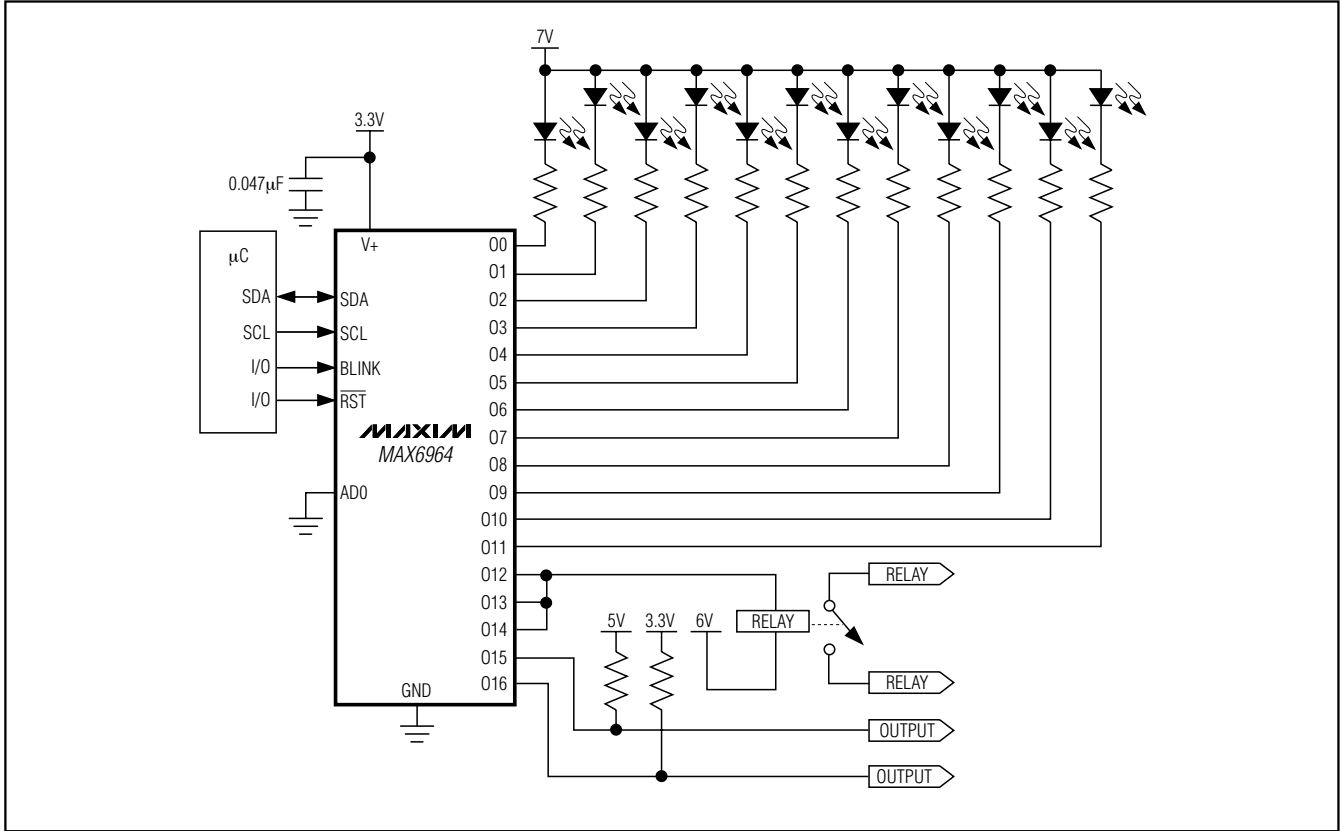 7V
3.3V
0.047µF
µC
SDA
SCL
I/O
I/O
V+
SDA
SCL
BLINK
RST
AD0
GND
MAXIM
MAX6964
O0
O1
O2
O3
O4
O5
O6
O7
O8
O9
O10
O11
O12
O13
O14
O15
O16
5V
3.3V
6V
RELAY
RELAY
RELAY
OUTPUT
OUTPUT